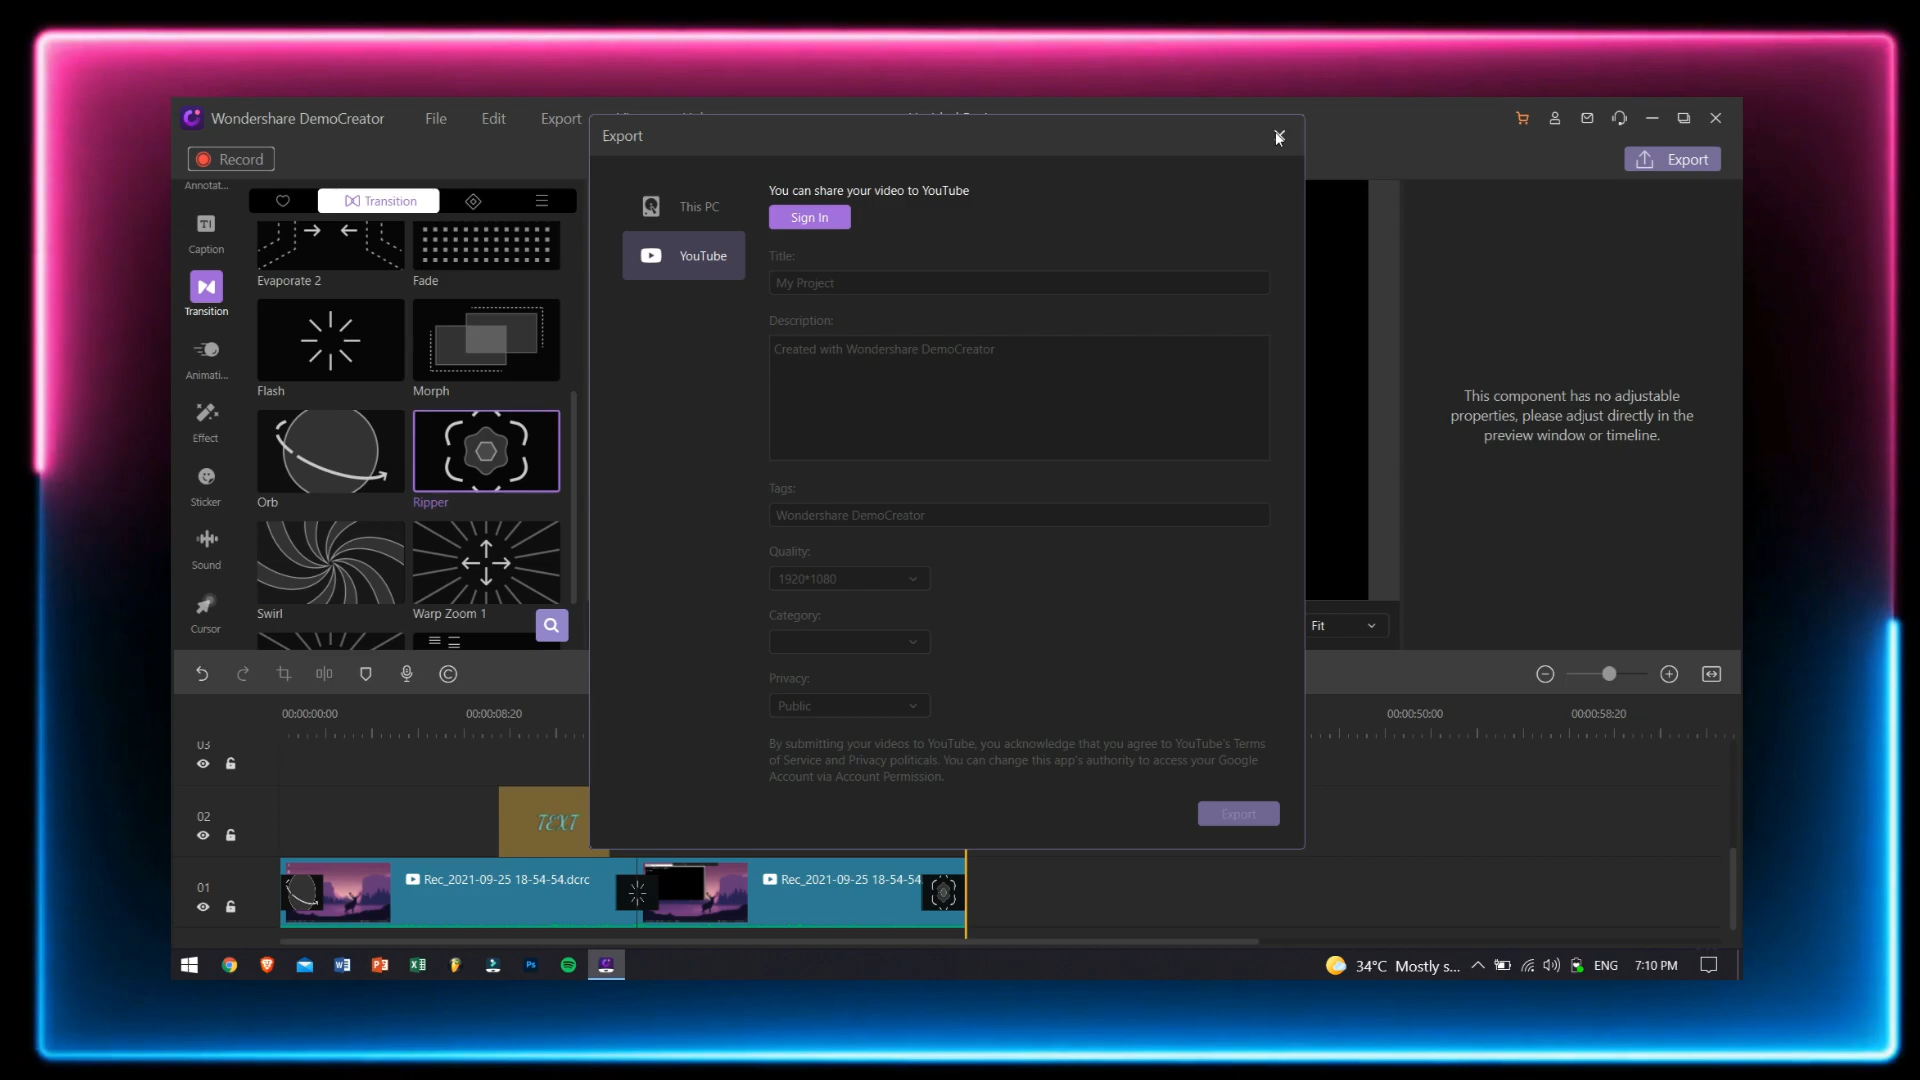 Wondershare DemoCreator
File
Edit
Export
Export
Record
Export
Annotat...
Transition
This PC
You can share your video to YouTube
Sign In
Caption
YouTube
Title:
Evaporate 2
Fade
My Project
Transition
Description:
Created with Wondershare DemoCreator
Animati...
Flash
Morph
This component has no adjustable
properties, please adjust directly in the
preview window or timeline.
Effect
Tags:
Sticker
Orb
Ripper
Wondershare DemoCreator
Quality:
Sound
1920*1080
Swirl
Warp Zoom 1
Category:
Cursor
Fit
Privacy:
Public
00:00:00:00
00:00:08:20
00:00:50:00
00:00:58:20
By submitting your videos to YouTube, you acknowledge that you agree to YouTube's Terms
of Service and Privacy politicals. You can change this app's authority to access your Google
Account via Account Permission.
03
02
TEXT
Export
01
Rec_2021-09-25 18-54-54.dcrc
Rec_2021-09-25 18-54-54
34°C Mostly s...
ENG
7:10 PM